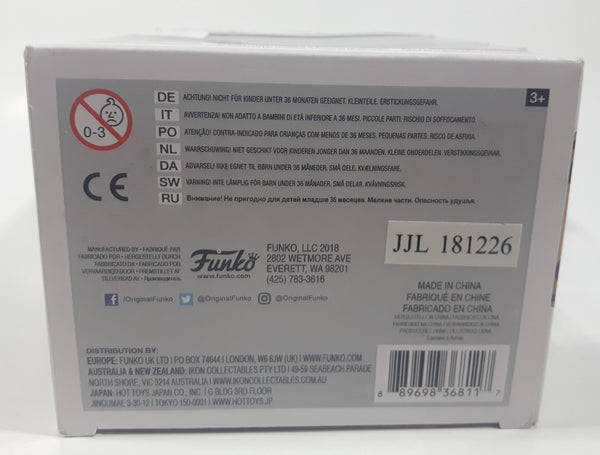 0-3
DE ACHTUNG! NICHT FÜR KINDER UNTER 36 MONATEN GEEIGNET. KLEINTEILE. ERSTICKUNGSGEFAHR.
IT AVVERTENZA! NON ADATTO A BAMBINI DI ETÀ INFERIORE A 36 MESI. PICCOLE PARTI. RISCHIO DI SOFFOCAMENTO.
PO ATENÇÃO! CONTRA-INDICADO PARA CRIANÇAS COM MENOS DE 36 MESES. PEQUENAS PARTES. RISCO DE ASFIXIA.
NL WAARSCHUWING! NIET GESCHIKT VOOR KINDEREN JONGER DAN 36 MAANDEN. KLEINE ONDERDELEN. VERSTIKKINGSGEVAAR.
DA ADVARSEL! IKKE EGNET TIL BØRN UNDER 36 MÅNEDER. SMÅ DELE. KVÆLNINGSFARE.
SW VARNING! INTE LÄMPLIG FÖR BARN UNDER 36 MÅNADER. SMÅ DELAR. KVÄVNINGSRISK.
RU Внимание! Не пригодно для детей младше 36 месяцев. Мелкие части. Опасность удушья.
3+
CE
MANUFACTURED BY • FABRIQUÉ PAR
FABRICADO POR • HERGESTELLT DURCH
FABRICATO DA • FABRICADO POR
VERVAARDIGD DOOR • FREMSTILLET AF
TILLVERKAD AV • Производитель
Funko
FUNKO, LLC 2018
2802 WETMORE AVE
EVERETT, WA 98201
(425) 783-3616
JJL 181226
f /OriginalFunko @OriginalFunko @OriginalFunko
MADE IN CHINA
FABRIQUÉ EN CHINE
FABRICADO EN CHINA
DISTRIBUTION BY:
EUROPE: FUNKO UK LTD | PO BOX 74644 | LONDON, W6 6JW (UK) | WWW.FUNKO.COM
AUSTRALIA & NEW ZEALAND: IKON COLLECTABLES PTY LTD | 49-59 SEABEACH PARADE
NORTH SHORE, VIC 3214 AUSTRALIA | WWW.IKONCOLLECTABLES.COM.AU
JAPAN: HOT TOYS JAPAN CO., INC. | G BLDG 3RD FLOOR
JINGUMAE 3-30-12 | TOKYO 150-0001 | WWW.HOTTOYS.JP
8 89698 36811 7